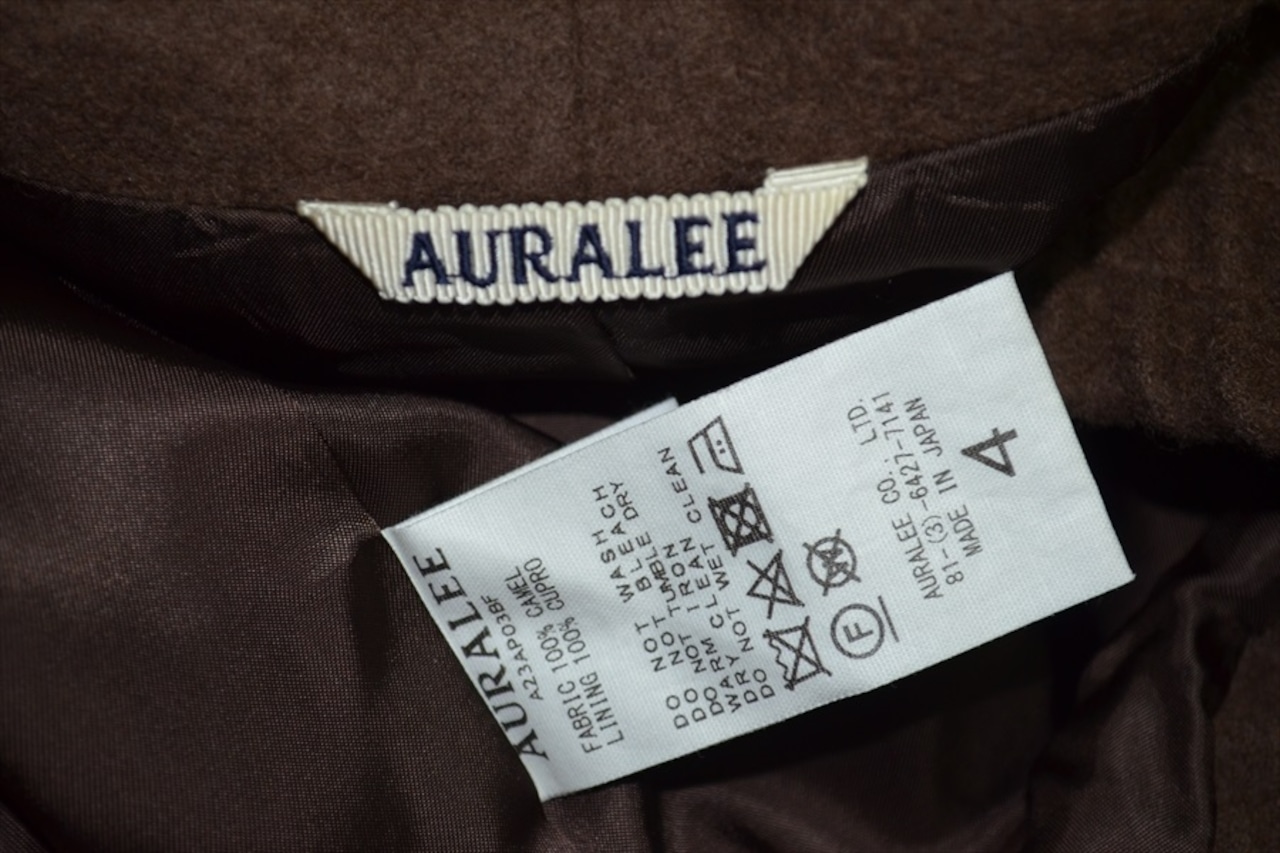 AURALEE
AURALEE
A23AP03BF
FABRIC 100% CAMEL
LINING 100% CUPRO
DO NOT WASH
DO NOT BLEACH
DO NOT TUMBLE DRY
WARM IRON
DRY CLEAN
DO NOT WET CLEAN
F
AURALEE CO., LTD.
81-(3)-6427-7141
MADE IN JAPAN
4